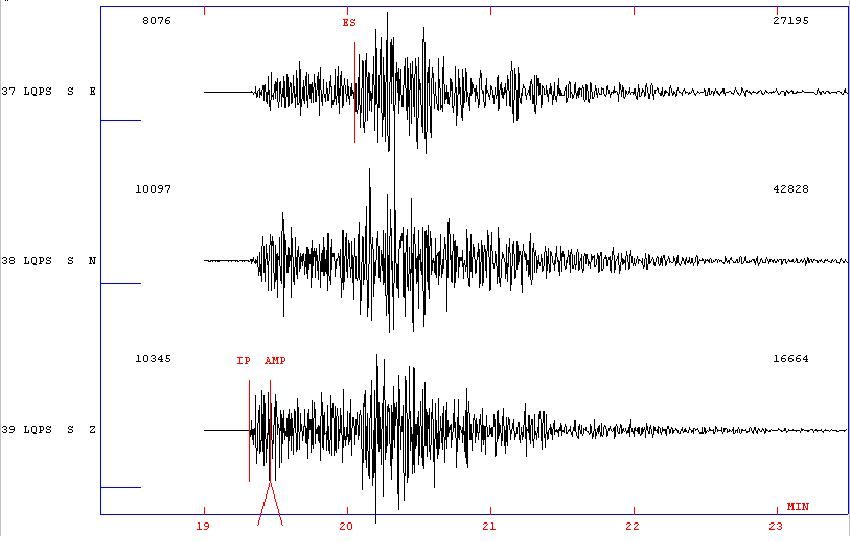 8076 ES 27195
37 LQPS S E
10097 42828
38 LQPS S N
10345 IP AMP 16664
39 LQPS S Z
MIN
19 20 21 22 23